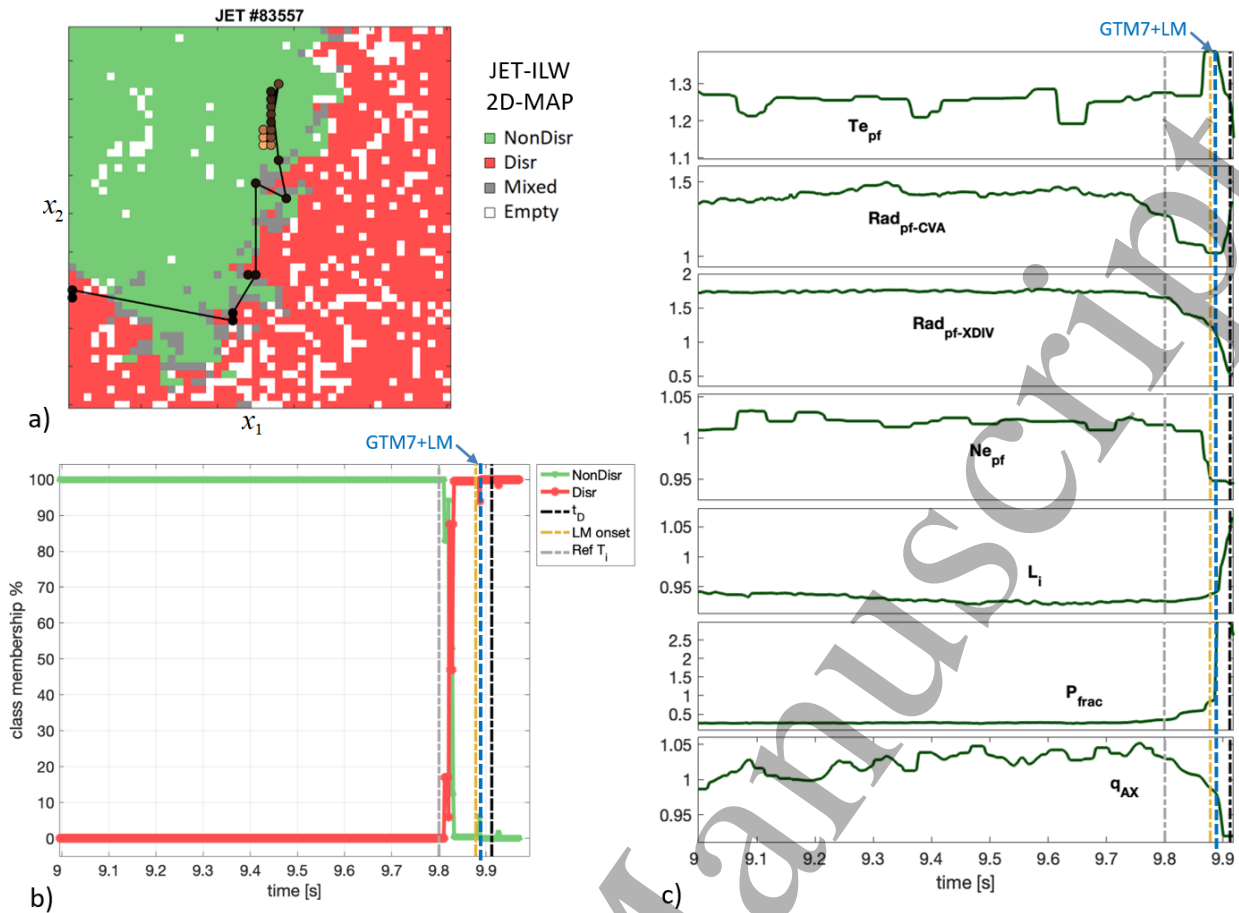 JET #83557
JET-ILW
2D-MAP
NonDisr
Disr
Mixed
Empty
x2
x1
a)
GTM7+LM
100
90
80
70
60
50
40
30
20
10
0
class membership %
9 9.1 9.2 9.3 9.4 9.5 9.6 9.7 9.8 9.9
time [s]
NonDisr
Disr
tD
LM onset
Ref Ti
b)
GTM7+LM
1.3
1.2
1.1
Tepf
1.5
1
Radpf-CVA
2
1.5
1
0.5
Radpf-XDIV
1.05
1
0.95
Nepf
1.05
0.95
Li
2.5
1.5
0.5
Pfrac
1.05
1
0.95
qAX
9 9.1 9.2 9.3 9.4 9.5 9.6 9.7 9.8 9.9
time [s]
c)
Manuscript